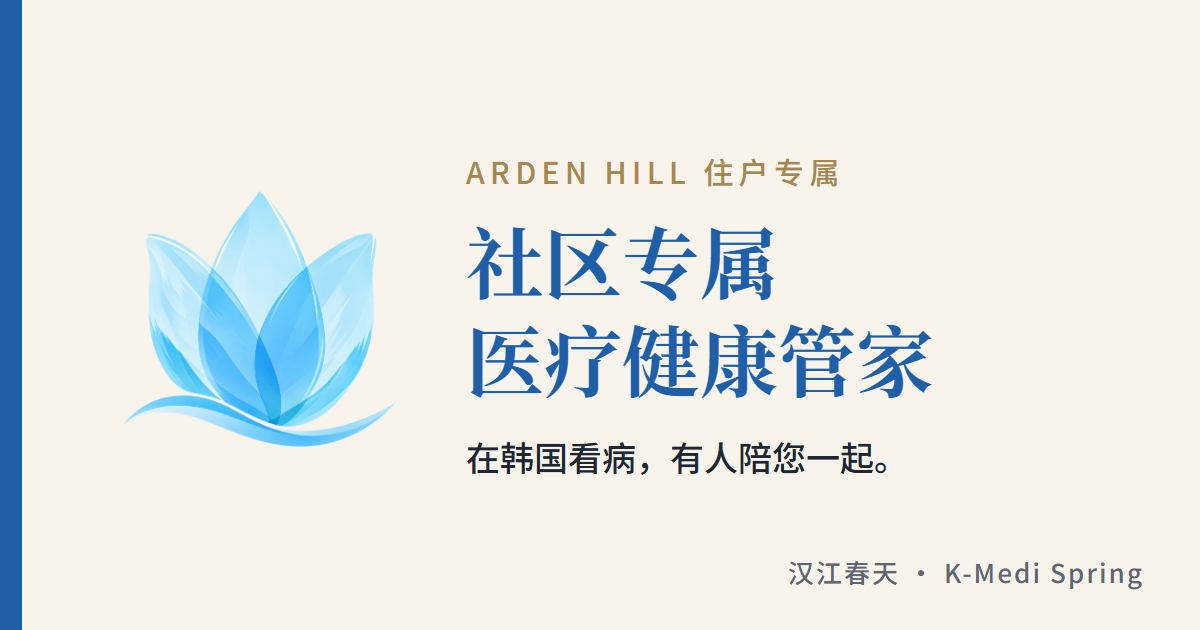 ARDEN HILL 住户专属
社区专属
医疗健康管家
在韩国看病，有人陪您一起。
汉江春天 · K-Medi Spring